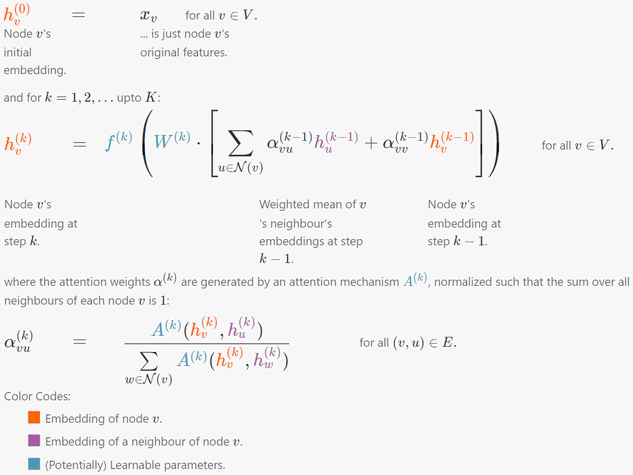 h_v^{(0)} = x_v for all v ∈ V.
Node v's initial embedding. ... is just node v's original features.
and for k = 1, 2, … upto K:
h_v^{(k)} = f^{(k)} ( W^{(k)} · [ ∑_{u∈𝒩(v)} α_{vu}^{(k−1)} h_u^{(k−1)} + α_{vv}^{(k−1)} h_v^{(k−1)} ] ) for all v ∈ V.
Node v's embedding at step k. Weighted mean of v 's neighbour's embeddings at step k − 1. Node v's embedding at step k − 1.
where the attention weights α^{(k)} are generated by an attention mechanism A^{(k)}, normalized such that the sum over all
neighbours of each node v is 1:
α_{vu}^{(k)} = A^{(k)}(h_v^{(k)}, h_u^{(k)}) / ∑_{w∈𝒩(v)} A^{(k)}(h_v^{(k)}, h_w^{(k)}) for all (v, u) ∈ E.
Color Codes:
Embedding of node v.
Embedding of a neighbour of node v.
(Potentially) Learnable parameters.